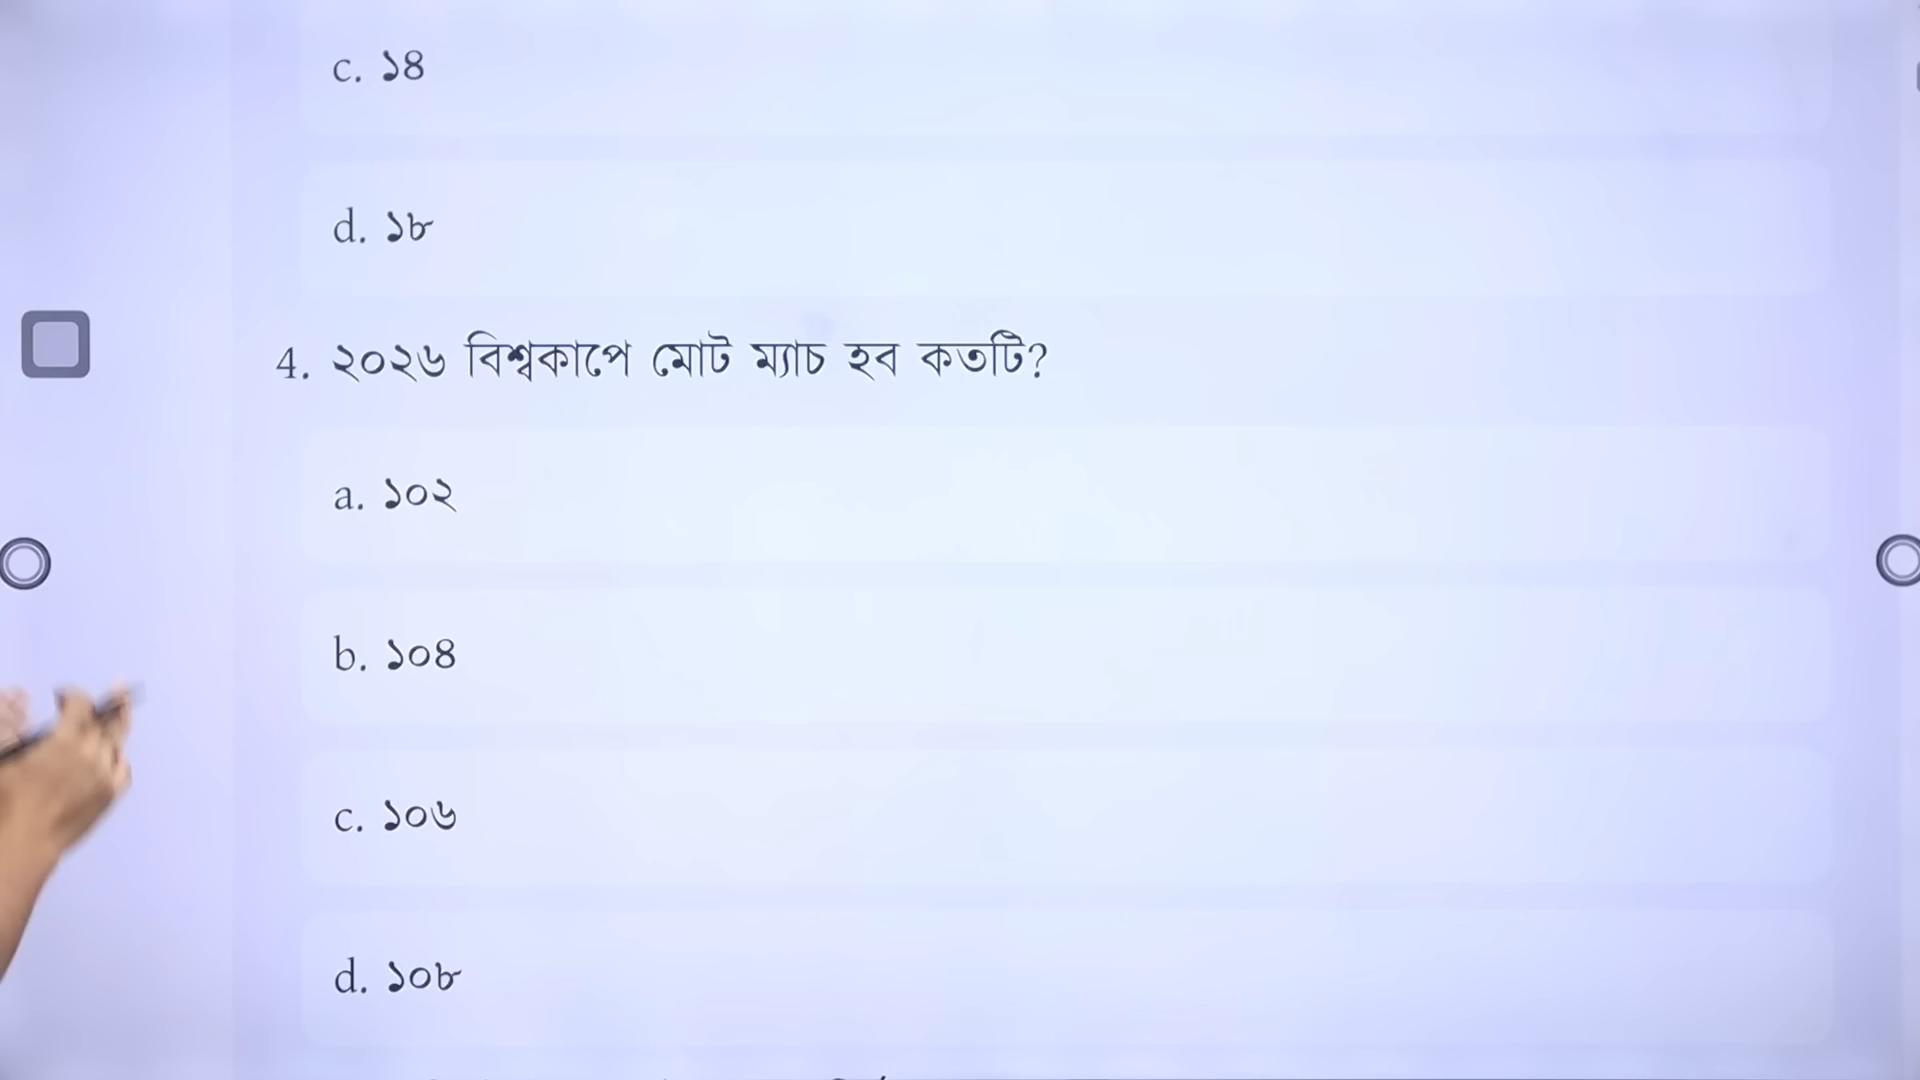 c. ১৪
d. ১৮
4. ২০২৬ বিশ্বকাপে মোট ম্যাচ হব কতটি?
a. ১০২
b. ১০৪
c. ১০৬
d. ১০৮